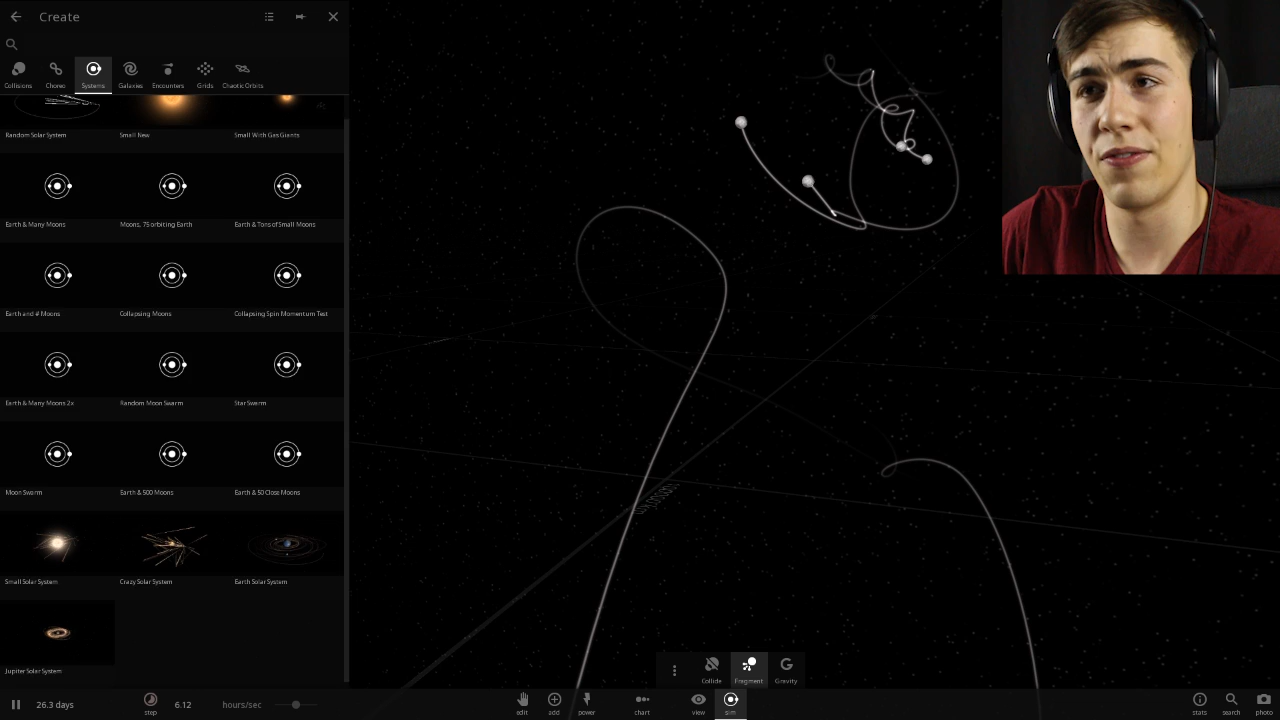 Create
Collisions Choreo Systems Galaxies Encounters Grids Chaotic Orbits
Random Solar System Small New Small With Gas Giants
Earth & Many Moons Moons, 75 orbiting Earth Earth & Tons of Small Moons
Earth and # Moons Collapsing Moons Collapsing Spin Momentum Test
Earth & Many Moons 2x Random Moon Swarm Star Swarm
Moon Swarm Earth & 500 Moons Earth & 50 Close Moons
Small Solar System Crazy Solar System Earth Solar System
Jupiter Solar System
Collide Fragment Gravity
26.3 days step 6.12 hours/sec edit add power chart view sim stats search photo